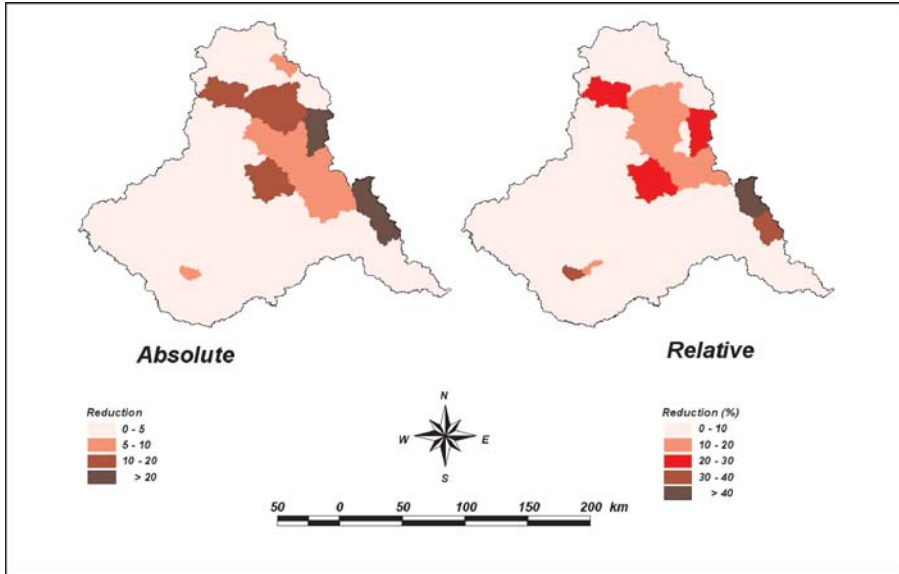 Absolute
Relative
Reduction
0 - 5
5 - 10
10 - 20
> 20
N
W
E
S
Reduction (%)
0 - 10
10 - 20
20 - 30
30 - 40
> 40
50 0 50 100 150 200 km